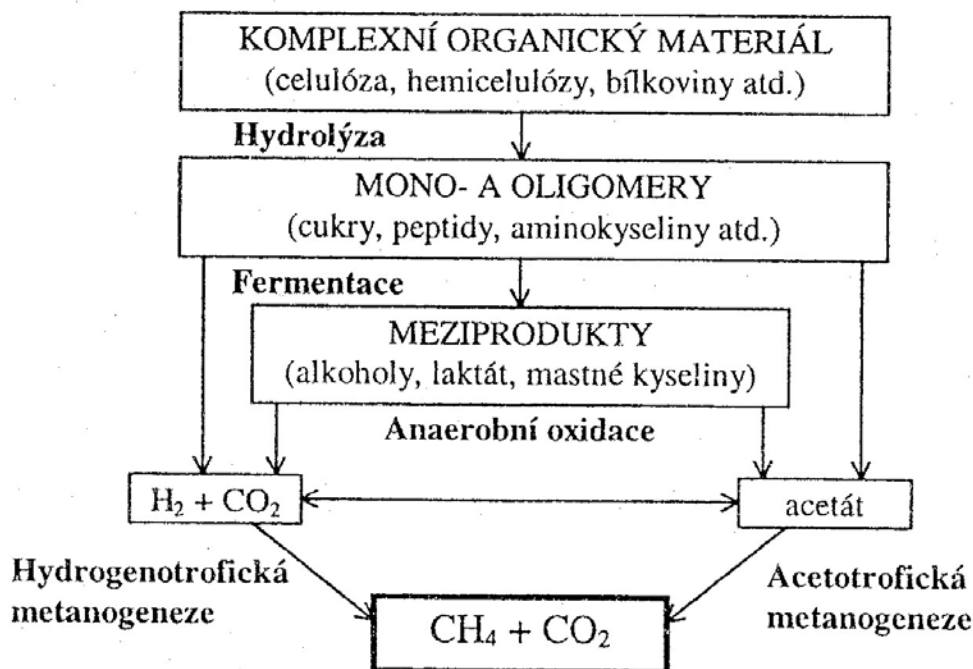 KOMPLEXNÍ ORGANICKÝ MATERIÁL
(celulóza, hemicelulózy, bílkoviny atd.)
Hydrolýza
MONO- A OLIGOMERY
(cukry, peptidy, aminokyseliny atd.)
Fermentace
MEZIPRODUKTY
(alkoholy, laktát, mastné kyseliny)
Anaerobní oxidace
H₂ + CO₂
acetát
Hydrogenotrofická
metanogeneze
Acetotrofická
metanogeneze
CH₄ + CO₂